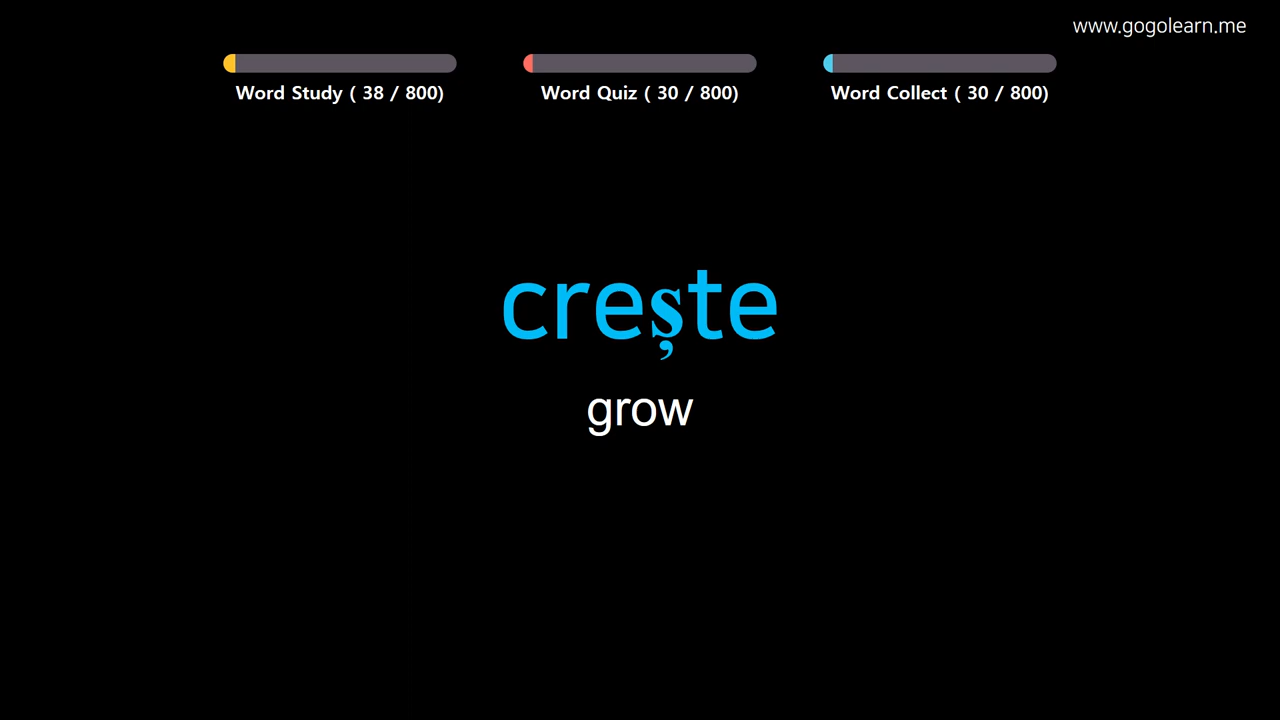 www.gogolearn.me
Word Study ( 38 / 800)
Word Quiz ( 30 / 800)
Word Collect ( 30 / 800)
crește
grow